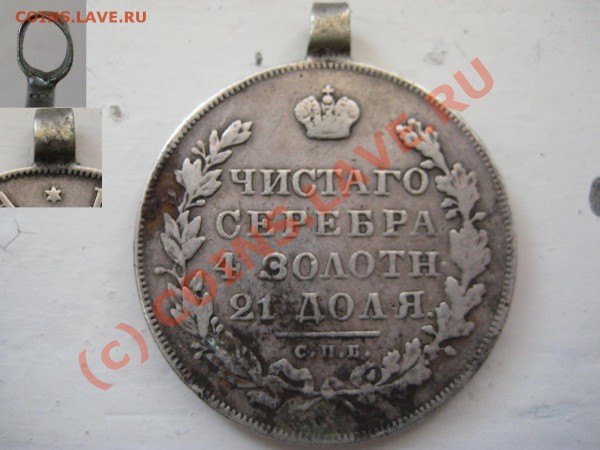 COINS.LAVE.RU
ЧИСТАГО
СЕРЕБРА
4 ЗОЛОТН
21 ДОЛЯ.
С.П.Б.
(c) COINS.LAVE.RU